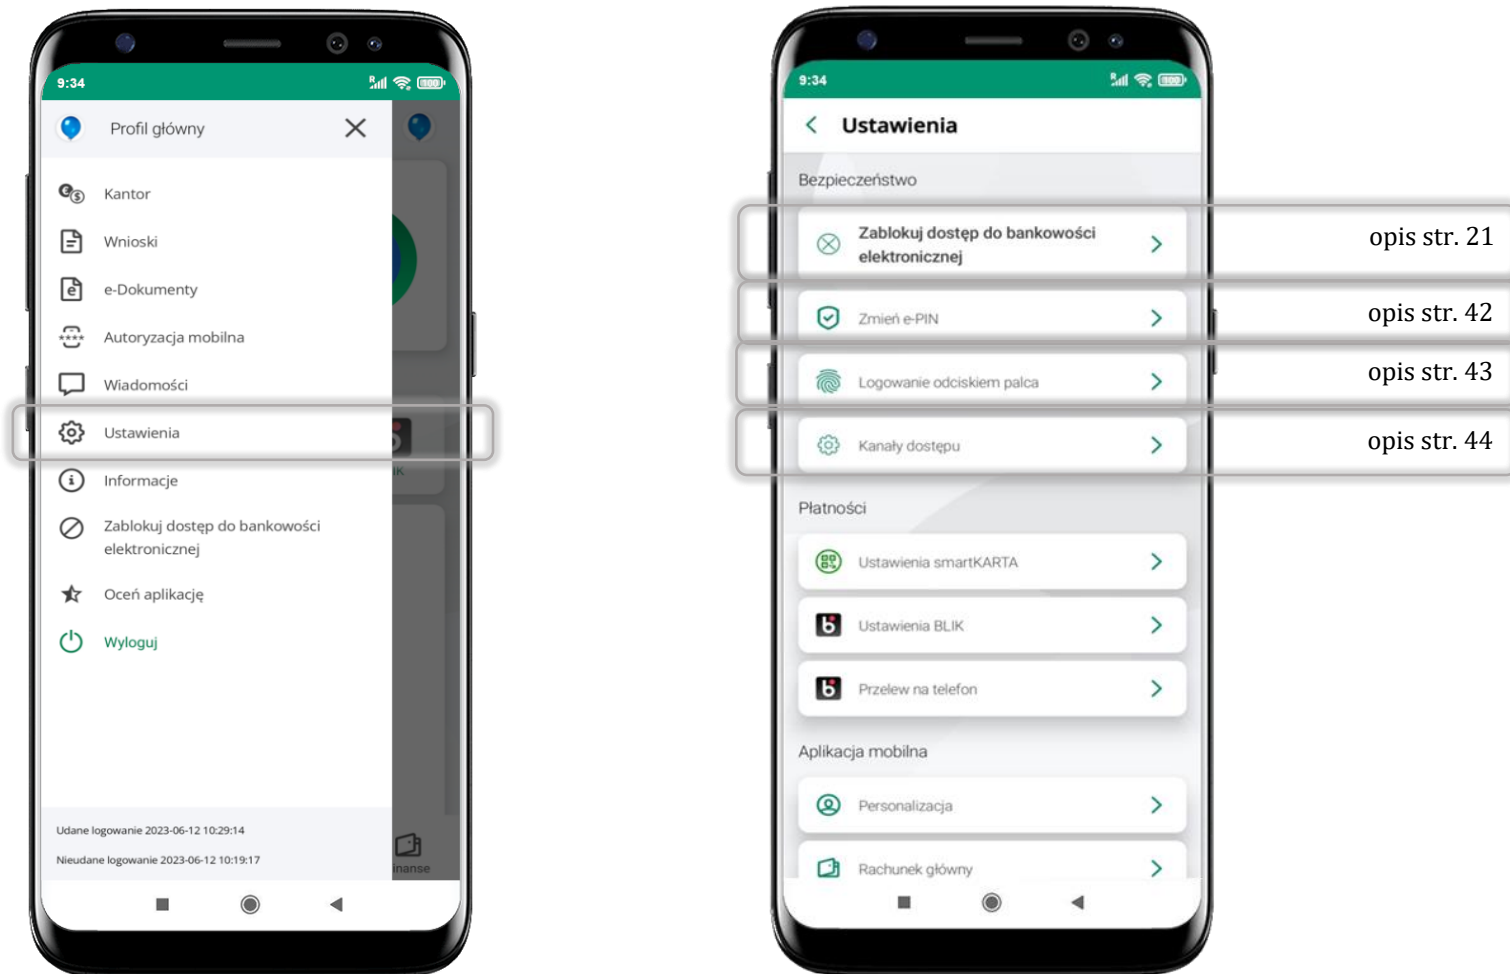 9:34
Profil główny
Kantor
Wnioski
e-Dokumenty
Autoryzacja mobilna
Wiadomości
Ustawienia
Informacje
Zablokuj dostęp do bankowości
elektronicznej
Oceń aplikację
Wyloguj
IK
inanse
Udane logowanie 2023-06-12 10:29:14
Nieudane logowanie 2023-06-12 10:19:17
9:34
Ustawienia
Bezpieczeństwo
Zablokuj dostęp do bankowości
elektronicznej
opis str. 21
Zmień e-PIN
opis str. 42
Logowanie odciskiem palca
opis str. 43
Kanały dostępu
opis str. 44
Płatności
Ustawienia smartKARTA
Ustawienia BLIK
Przelew na telefon
Aplikacja mobilna
Personalizacja
Rachunek główny